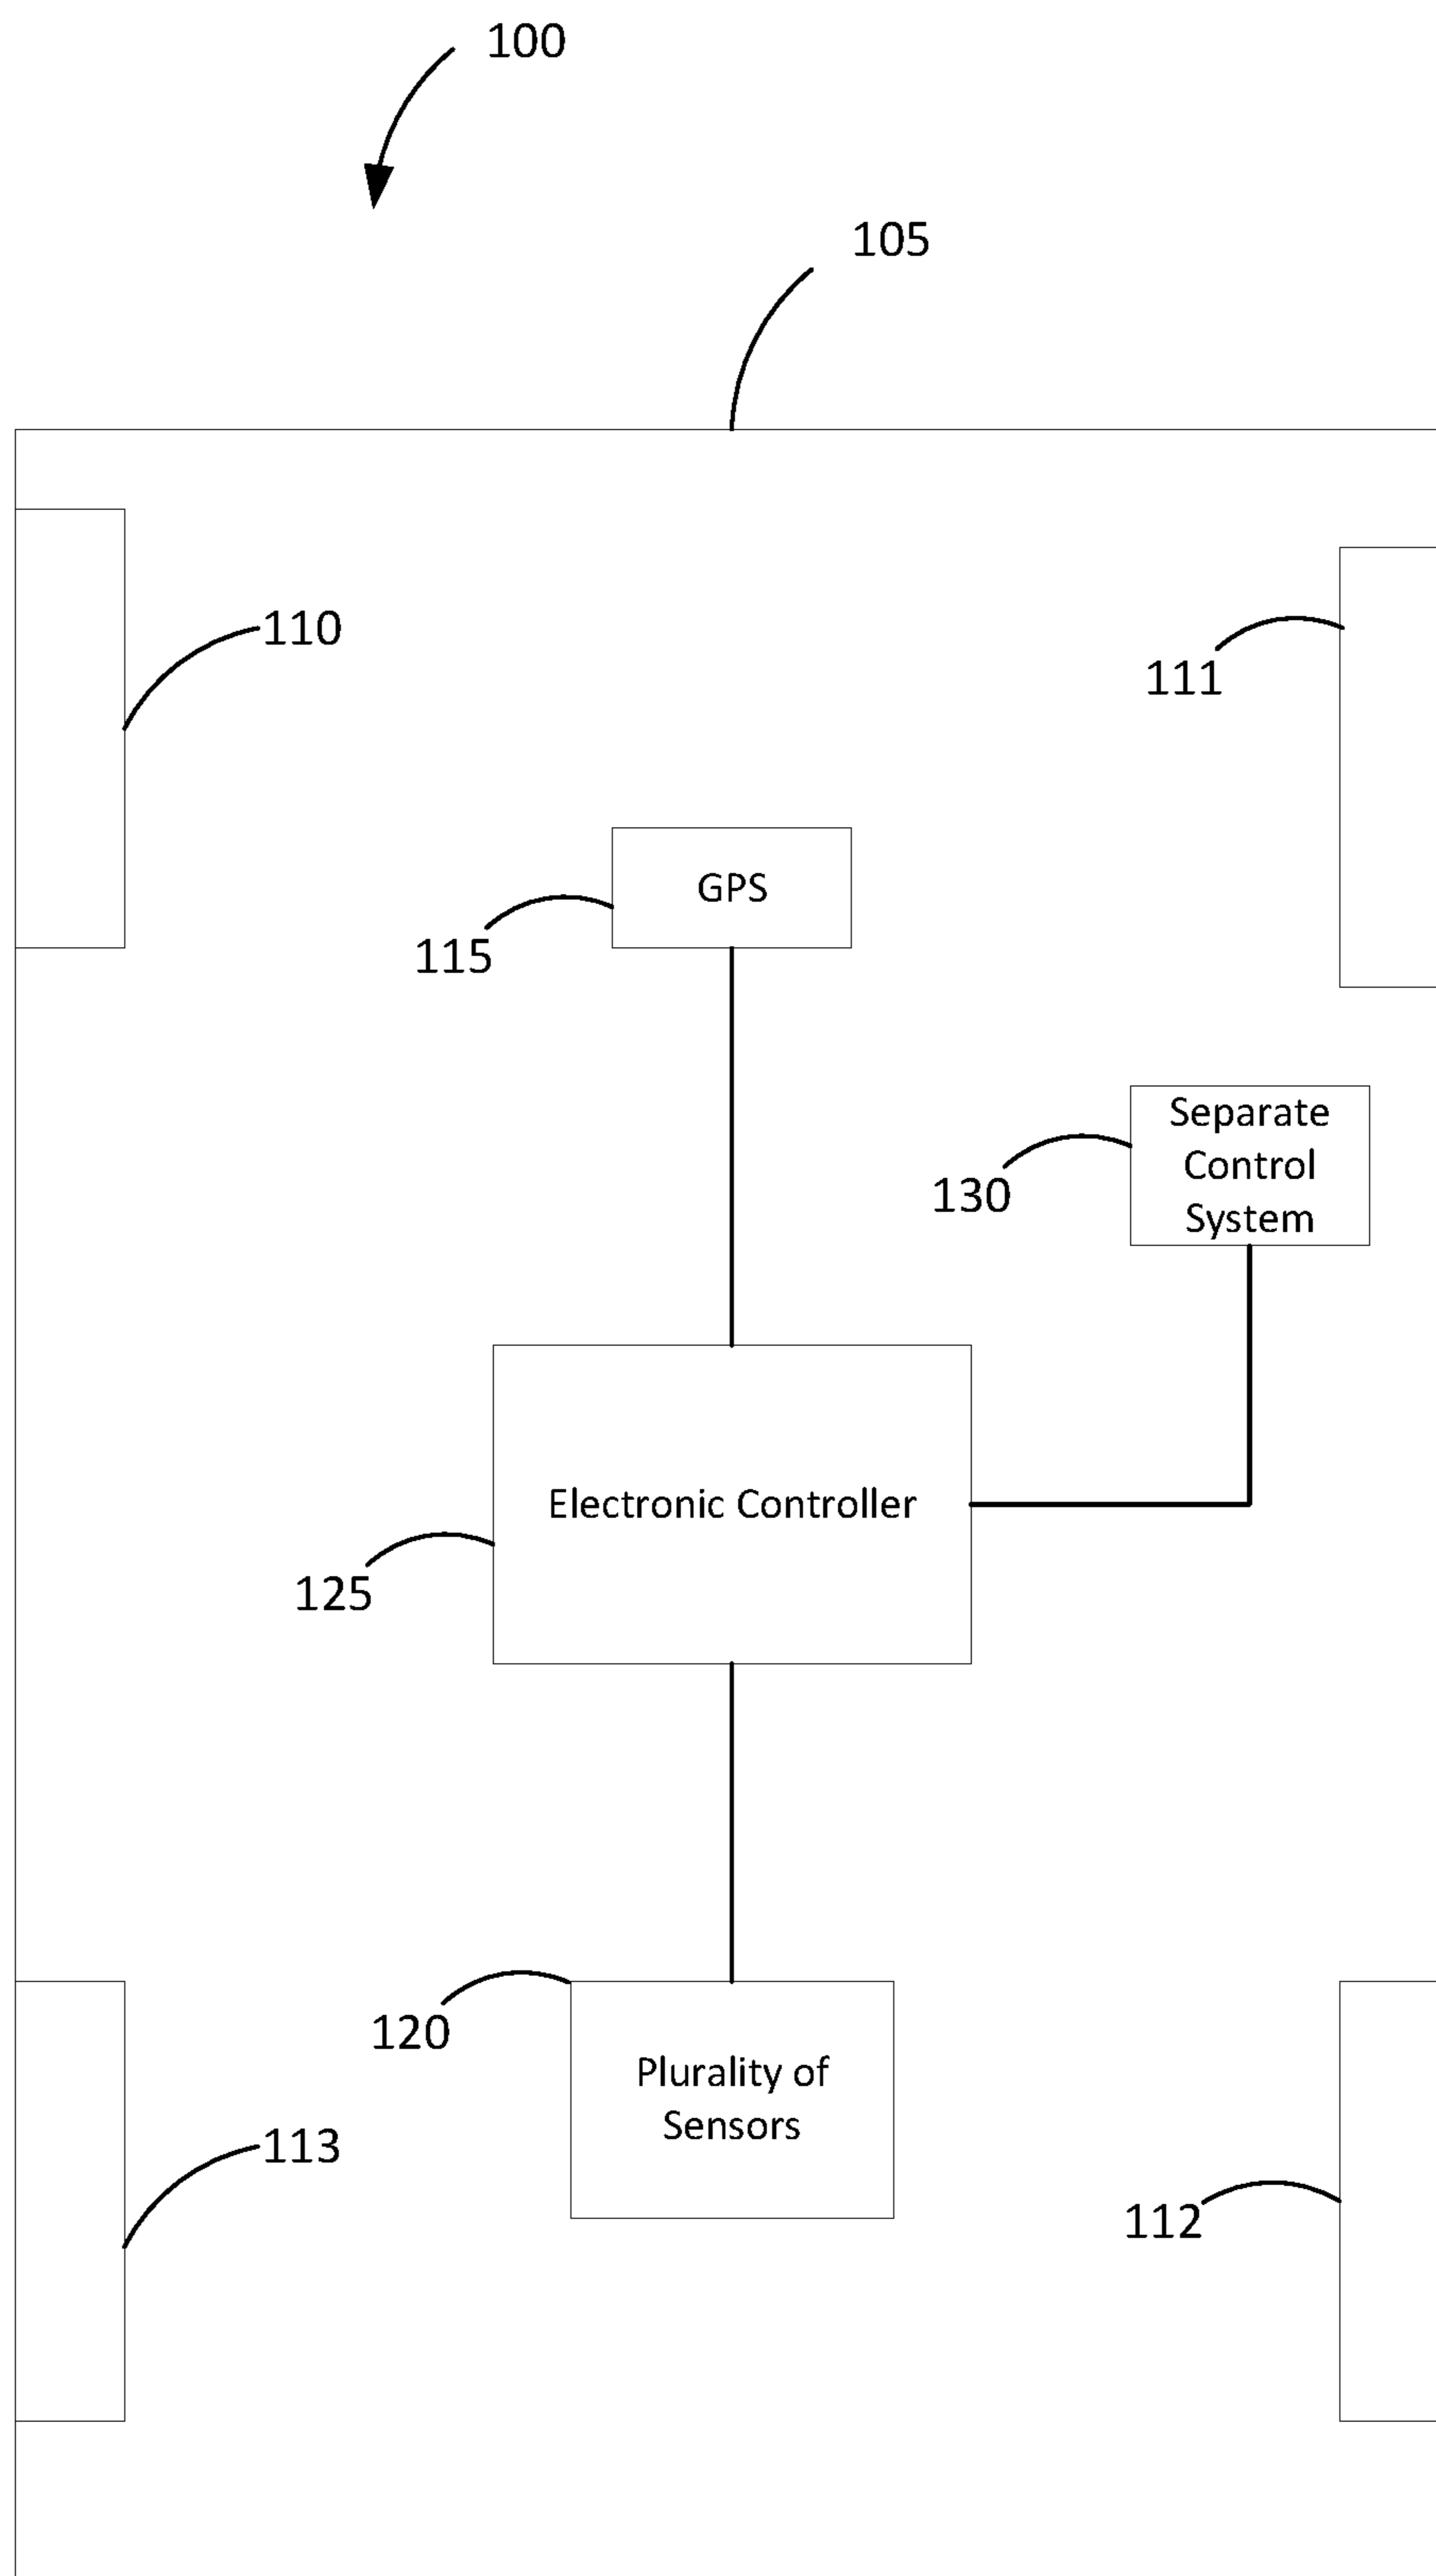 100
105
110
111
GPS
115
Separate
Control
System
130
Electronic Controller
125
120
Plurality of
Sensors
113
112